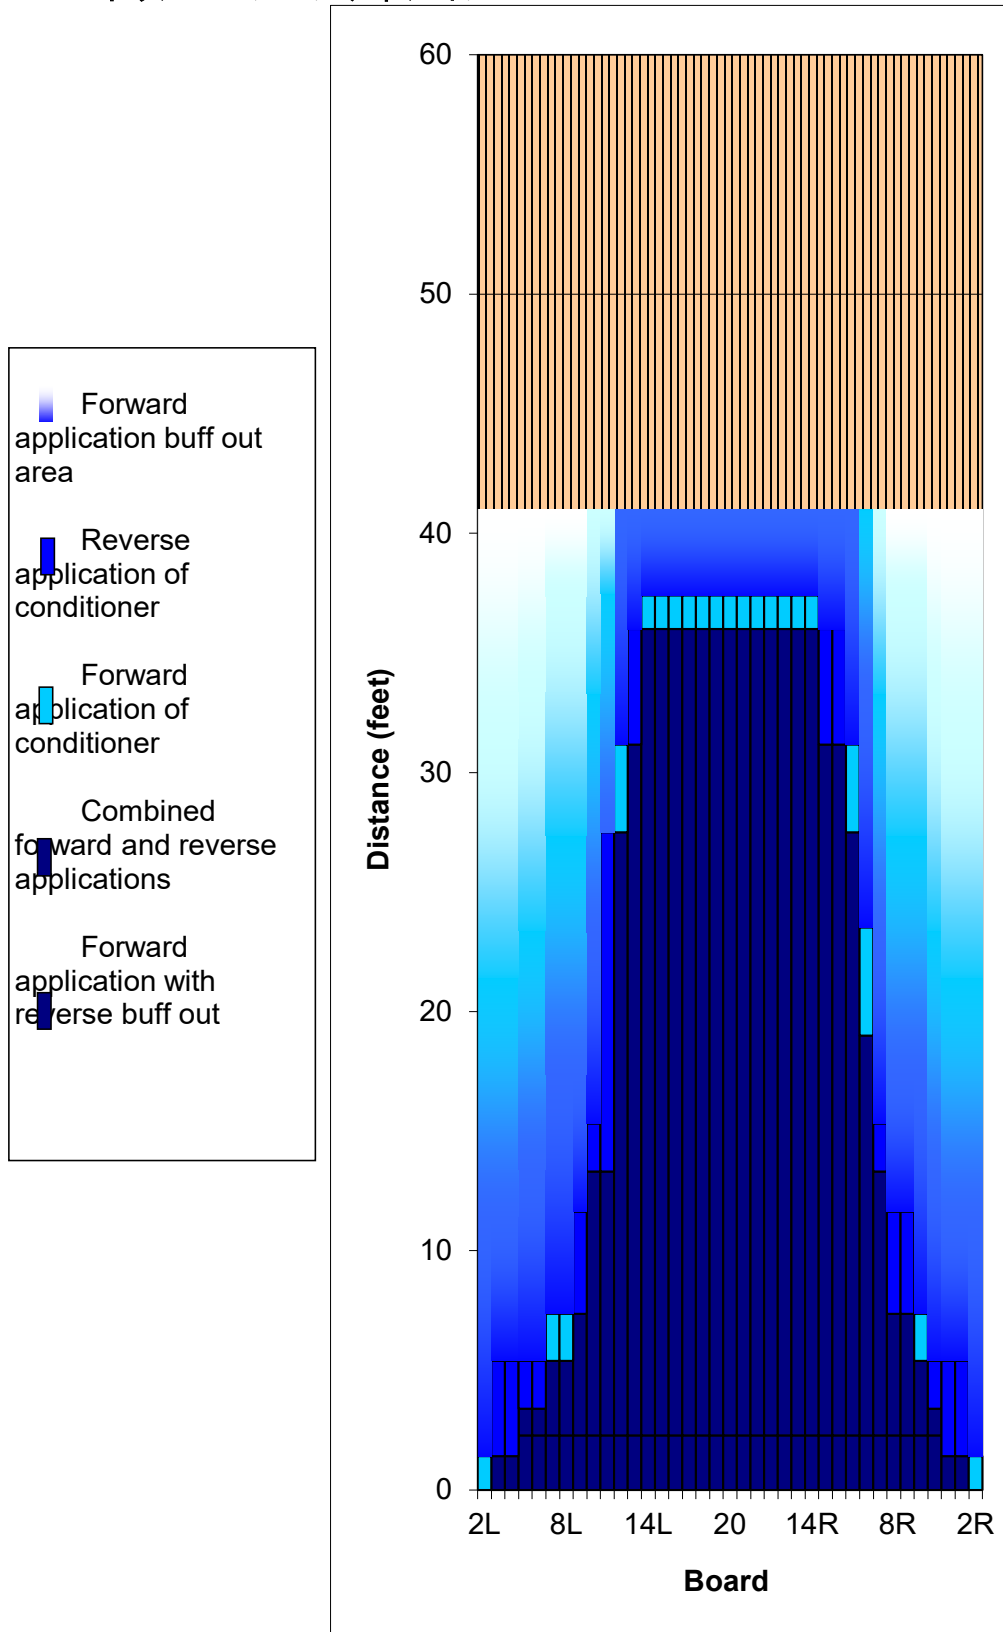 Forward
application buff out
area
Reverse
application of
conditioner
Forward
application of
conditioner
Combined
forward and reverse
applications
Forward
application with
reverse buff out
60
50
40
30
20
10
0
Distance (feet)
2L 8L 14L 20 14R 8R 2R
Board